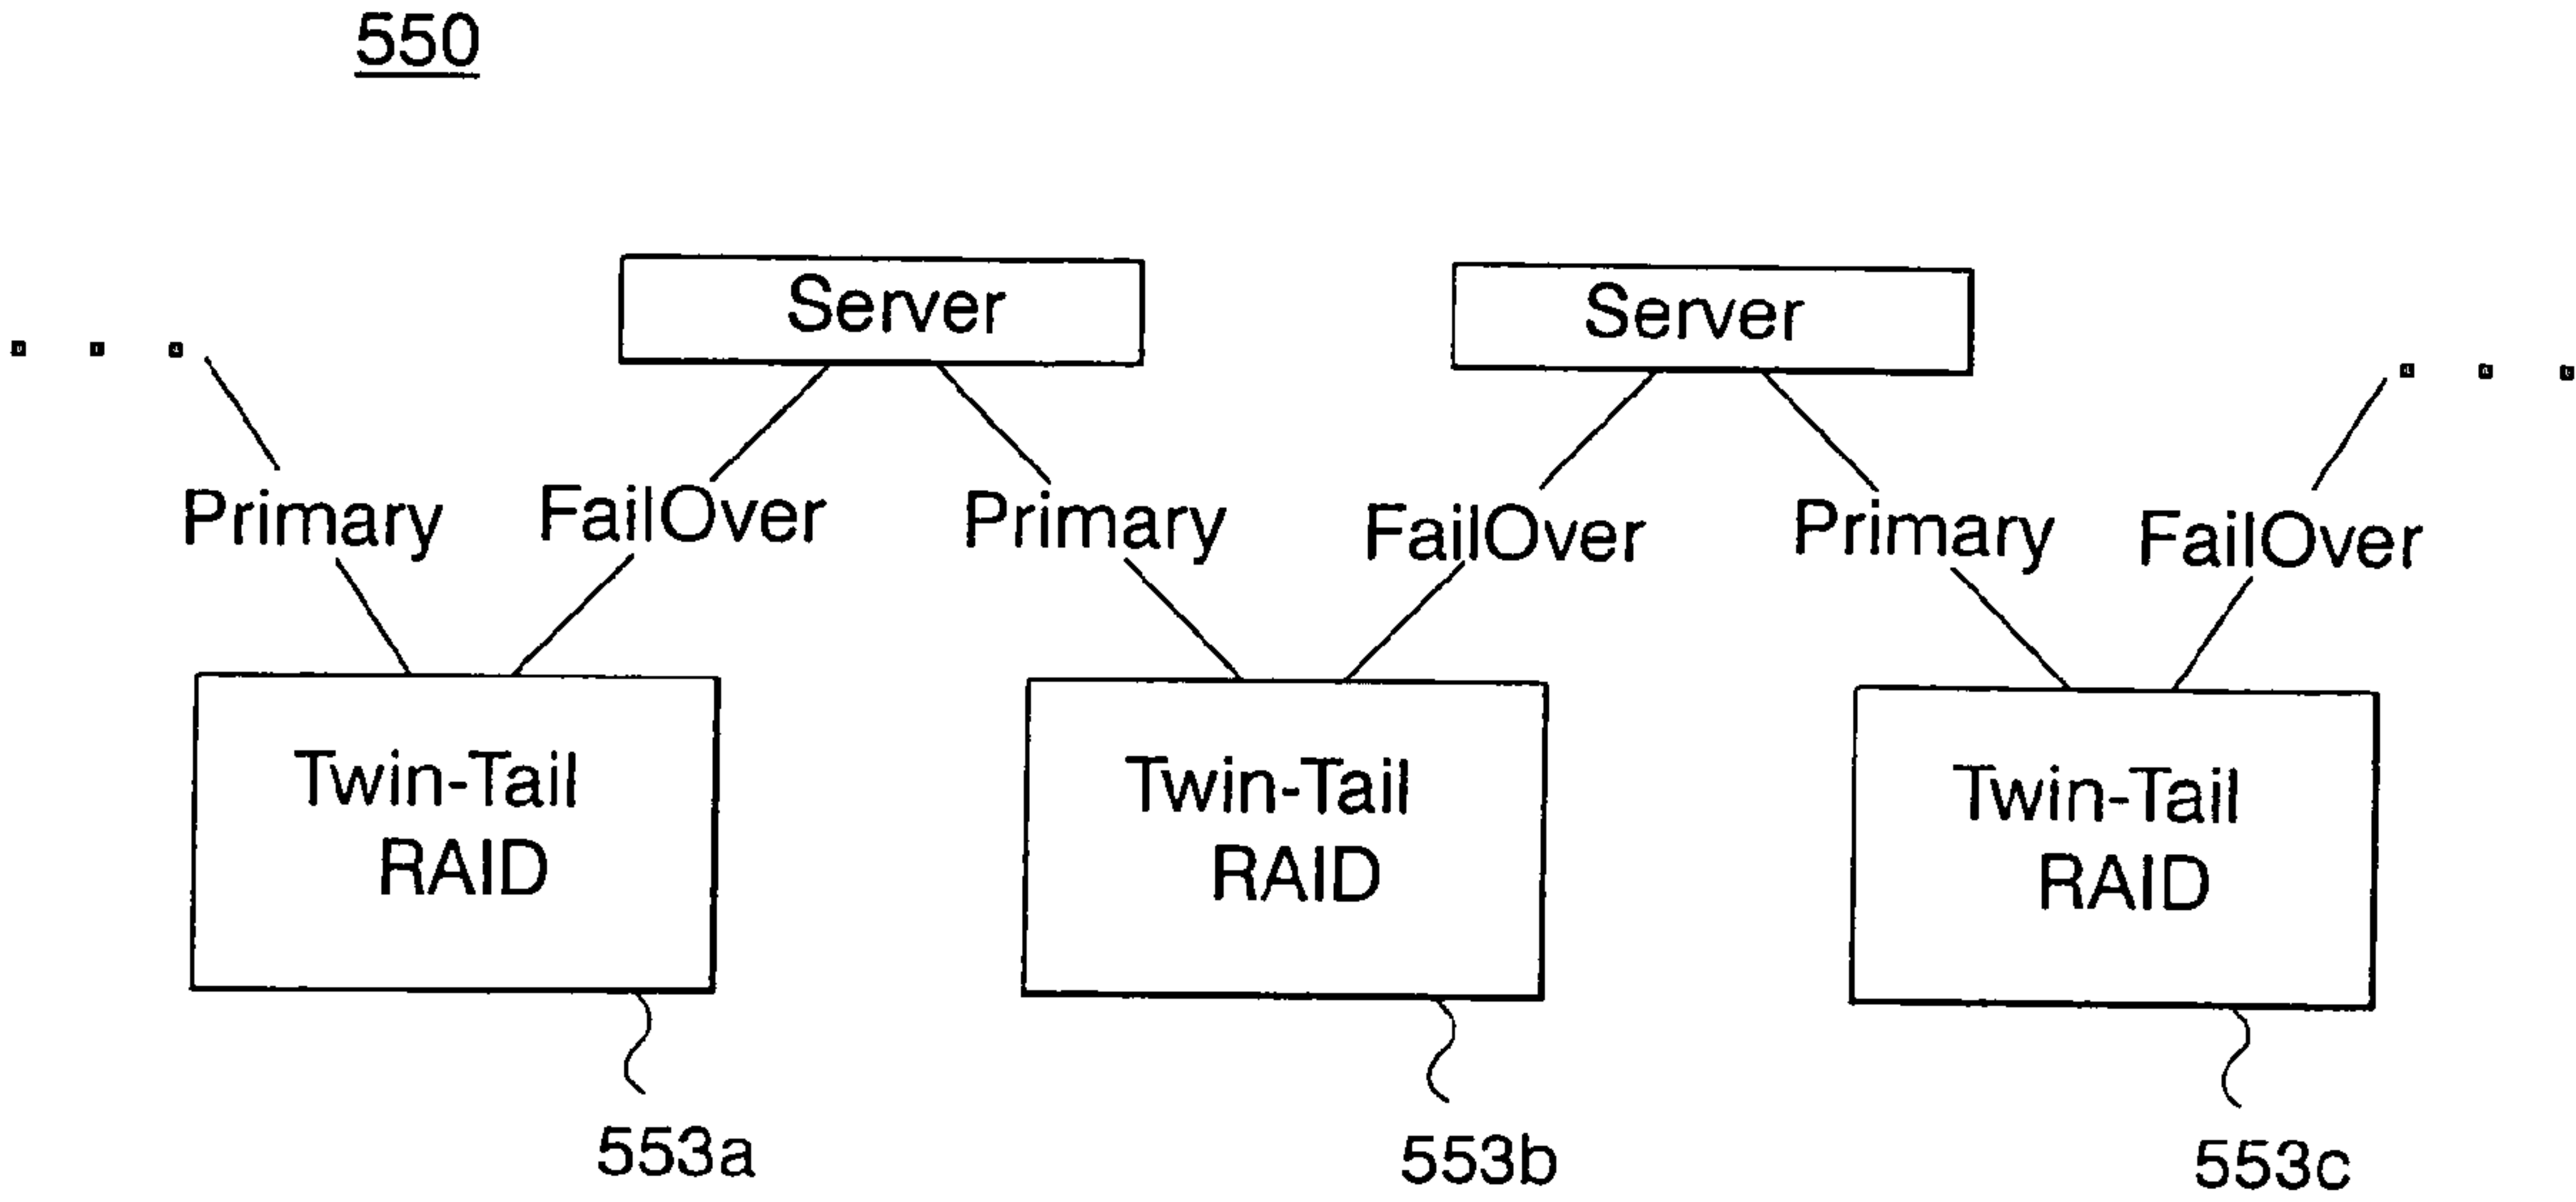 550
Server
Server
Primary
FailOver
Primary
FailOver
Primary
FailOver
Twin-Tail
RAID
Twin-Tail
RAID
Twin-Tail
RAID
553a
553b
553c